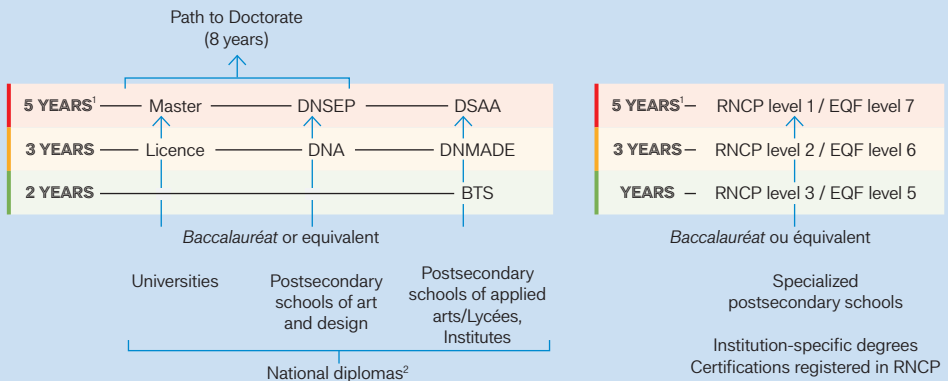 Path to Doctorate
(8 years)
5 YEARS¹ Master DNSEP DSAA
3 YEARS Licence DNA DNMADE
2 YEARS BTS
Baccalauréat or equivalent
Universities
Postsecondary
schools of art
and design
Postsecondary
schools of applied
arts/Lycées,
Institutes
National diplomas²
5 YEARS¹ RNCP level 1 / EQF level 7
3 YEARS RNCP level 2 / EQF level 6
YEARS RNCP level 3 / EQF level 5
Baccalauréat ou équivalent
Specialized
postsecondary schools
Institution-specific degrees
Certifications registered in RNCP